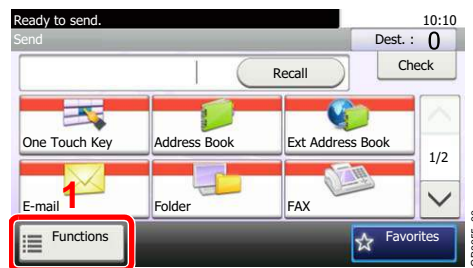 Ready to send. 10:10
Send Dest. : 0
Recall Check
One Touch Key Address Book Ext Address Book
1/2
1
E-mail Folder FAX
Functions Favorites